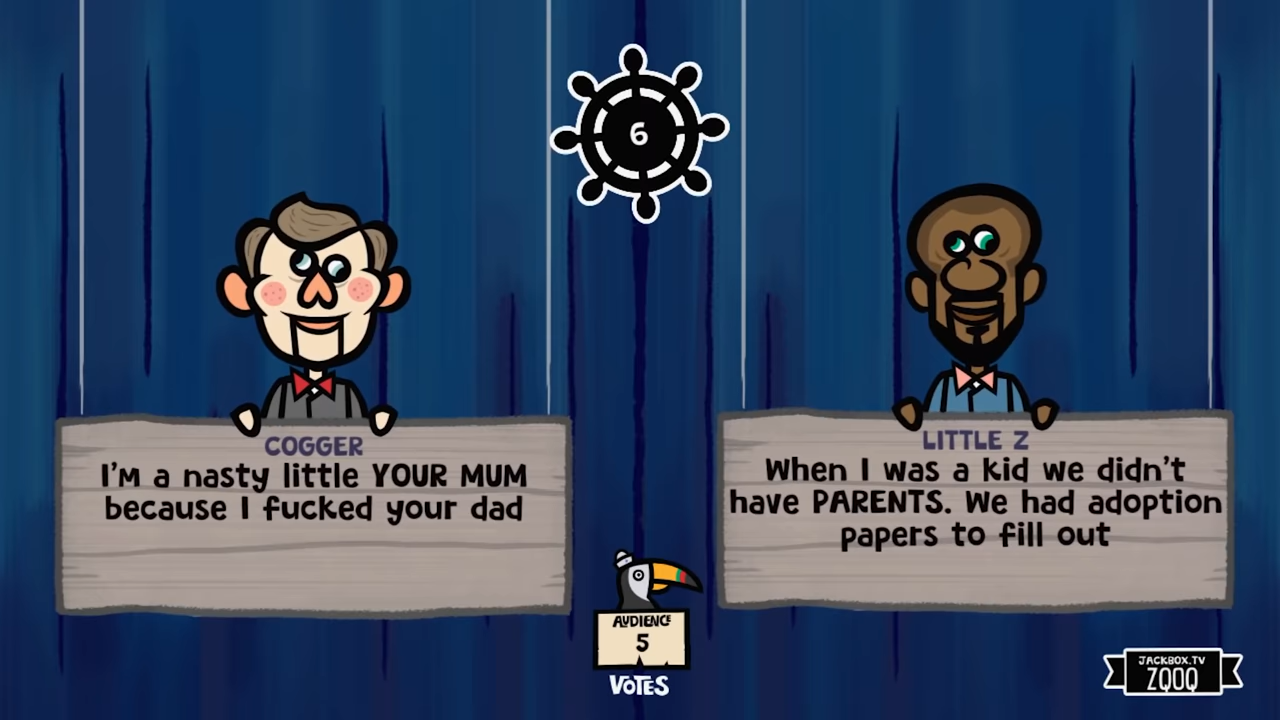 6
COGGER
I'm a nasty little YOUR MUM
because I fucked your dad
LITTLE Z
When I was a kid we didn't
have PARENTS. We had adoption
papers to fill out
AUDIENCE
5
VOTES
JACKBOX.TV
ZQOQ